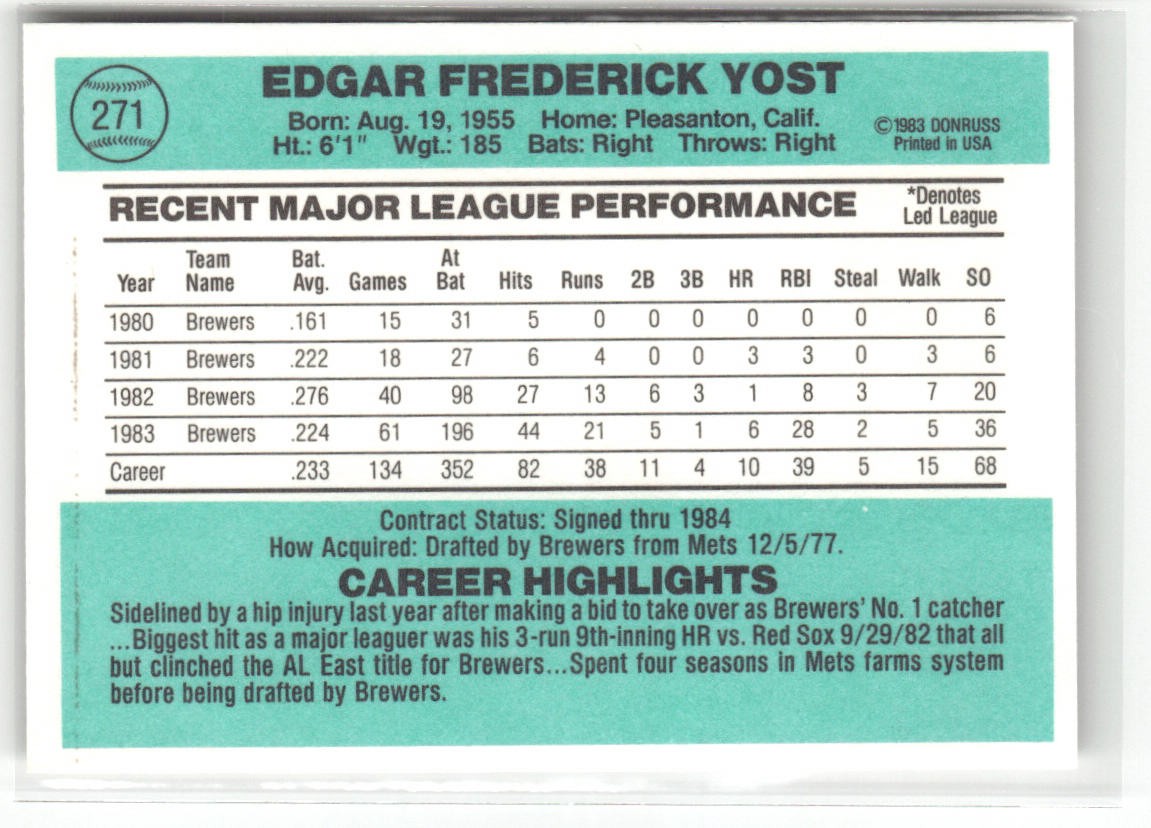 271
EDGAR FREDERICK YOST
Born: Aug. 19, 1955 Home: Pleasanton, Calif.
Ht.: 6'1" Wgt.: 185 Bats: Right Throws: Right
©1983 DONRUSS
Printed in USA
RECENT MAJOR LEAGUE PERFORMANCE
*Denotes
Led League
Year Team Name Bat. Avg. Games At Bat Hits Runs 2B 3B HR RBI Steal Walk SO
1980 Brewers .161 15 31 5 0 0 0 0 0 0 0 6
1981 Brewers .222 18 27 6 4 0 0 3 3 0 3 6
1982 Brewers .276 40 98 27 13 6 3 1 8 3 7 20
1983 Brewers .224 61 196 44 21 5 1 6 28 2 5 36
Career .233 134 352 82 38 11 4 10 39 5 15 68
Contract Status: Signed thru 1984
How Acquired: Drafted by Brewers from Mets 12/5/77.
CAREER HIGHLIGHTS
Sidelined by a hip injury last year after making a bid to take over as Brewers' No. 1 catcher
...Biggest hit as a major leaguer was his 3-run 9th-inning HR vs. Red Sox 9/29/82 that all
but clinched the AL East title for Brewers...Spent four seasons in Mets farms system
before being drafted by Brewers.